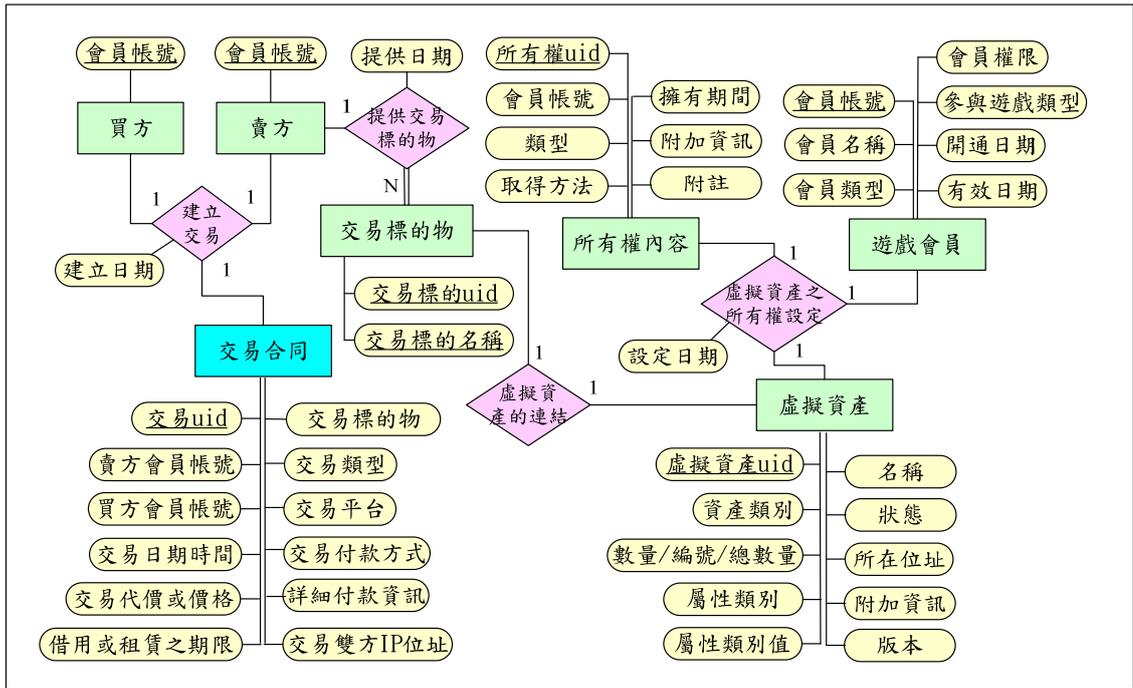 會員帳號
會員帳號
提供日期
所有權uid
會員權限
會員帳號
擁有期間
會員帳號
參與遊戲類型
買方
賣方
1
提供交易
標的物
類型
附加資訊
會員名稱
開通日期
取得方法
附註
會員類型
有效日期
N
1
1
建立
交易
交易標的物
所有權內容
遊戲會員
1
建立日期
1
交易標的uid
虛擬資產之
所有權設定
1
交易標的名稱
設定日期
1
交易合同
1
虛擬資
產的連結
1
虛擬資產
交易uid
交易標的物
賣方會員帳號
交易類型
買方會員帳號
交易平台
交易日期時間
交易付款方式
交易代價或價格
詳細付款資訊
借用或租賃之期限
交易雙方IP位址
虛擬資產uid
名稱
資產類別
狀態
數量/編號/總數量
所在位址
屬性類別
附加資訊
屬性類別值
版本